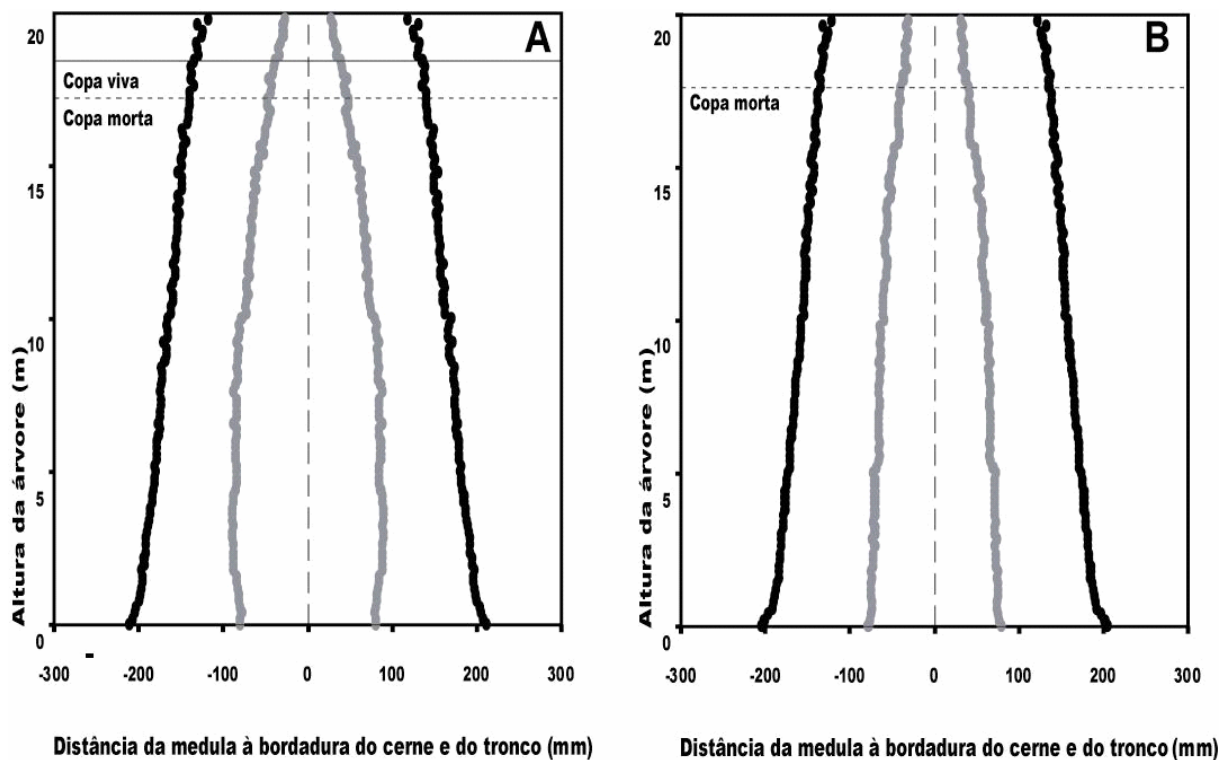 A
20
Copa viva
Copa morta
15
10
5
0
Altura da árvore (m)
-
-300
-200
-100
0
100
200
300
Distância da medula à bordadura do cerne e do tronco (mm)
B
20
Copa morta
15
10
5
0
Altura da árvore (m)
-300
-200
-100
0
100
200
300
Distância da medula à bordadura do cerne e do tronco (mm)